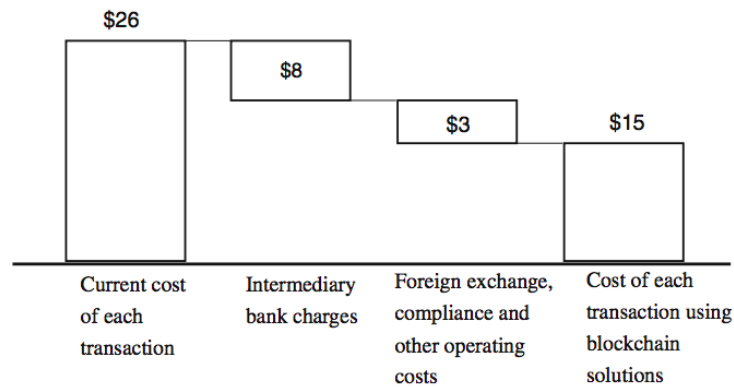 $26
$8
$3
$15
Current cost
of each
transaction
Intermediary
bank charges
Foreign exchange,
compliance and
other operating
costs
Cost of each
transaction using
blockchain
solutions